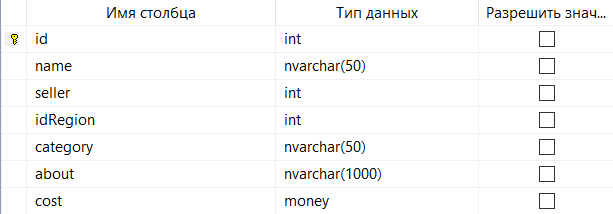 Имя столбца Тип данных Разрешить знач...
id int
name nvarchar(50)
seller int
idRegion int
category nvarchar(50)
about nvarchar(1000)
cost money